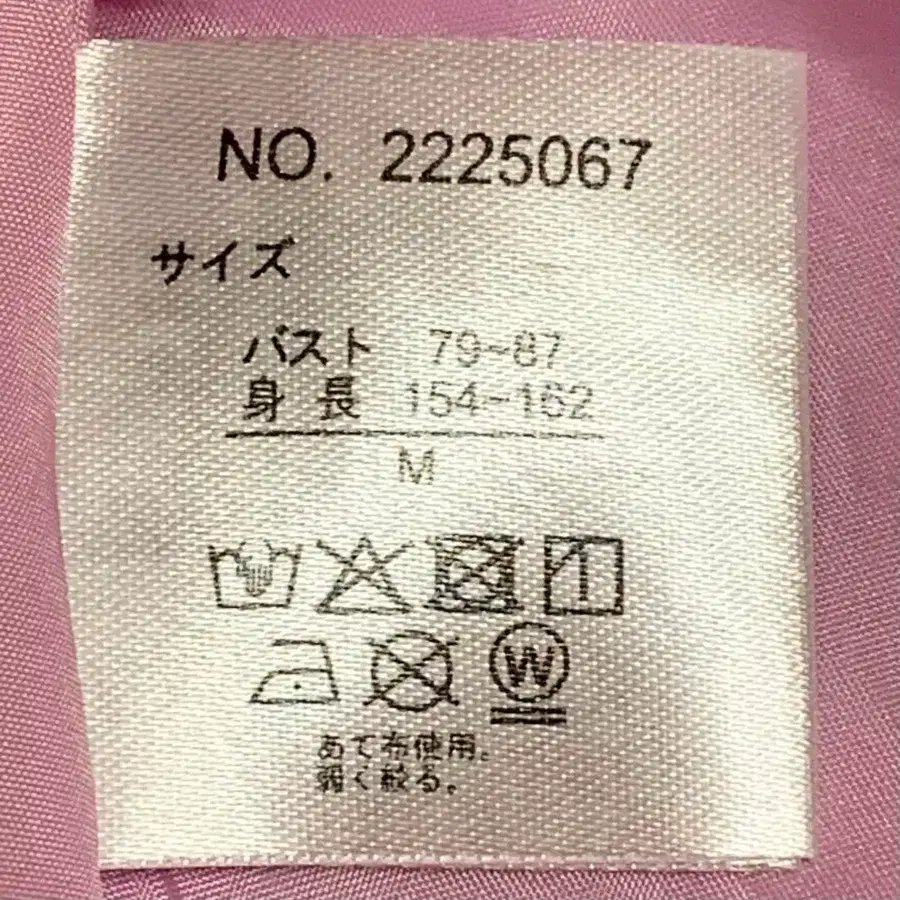 NO. 2225067
サイズ
バスト 79~87
身 長 154~162
M
W
あて布使用。
弱く絞る。